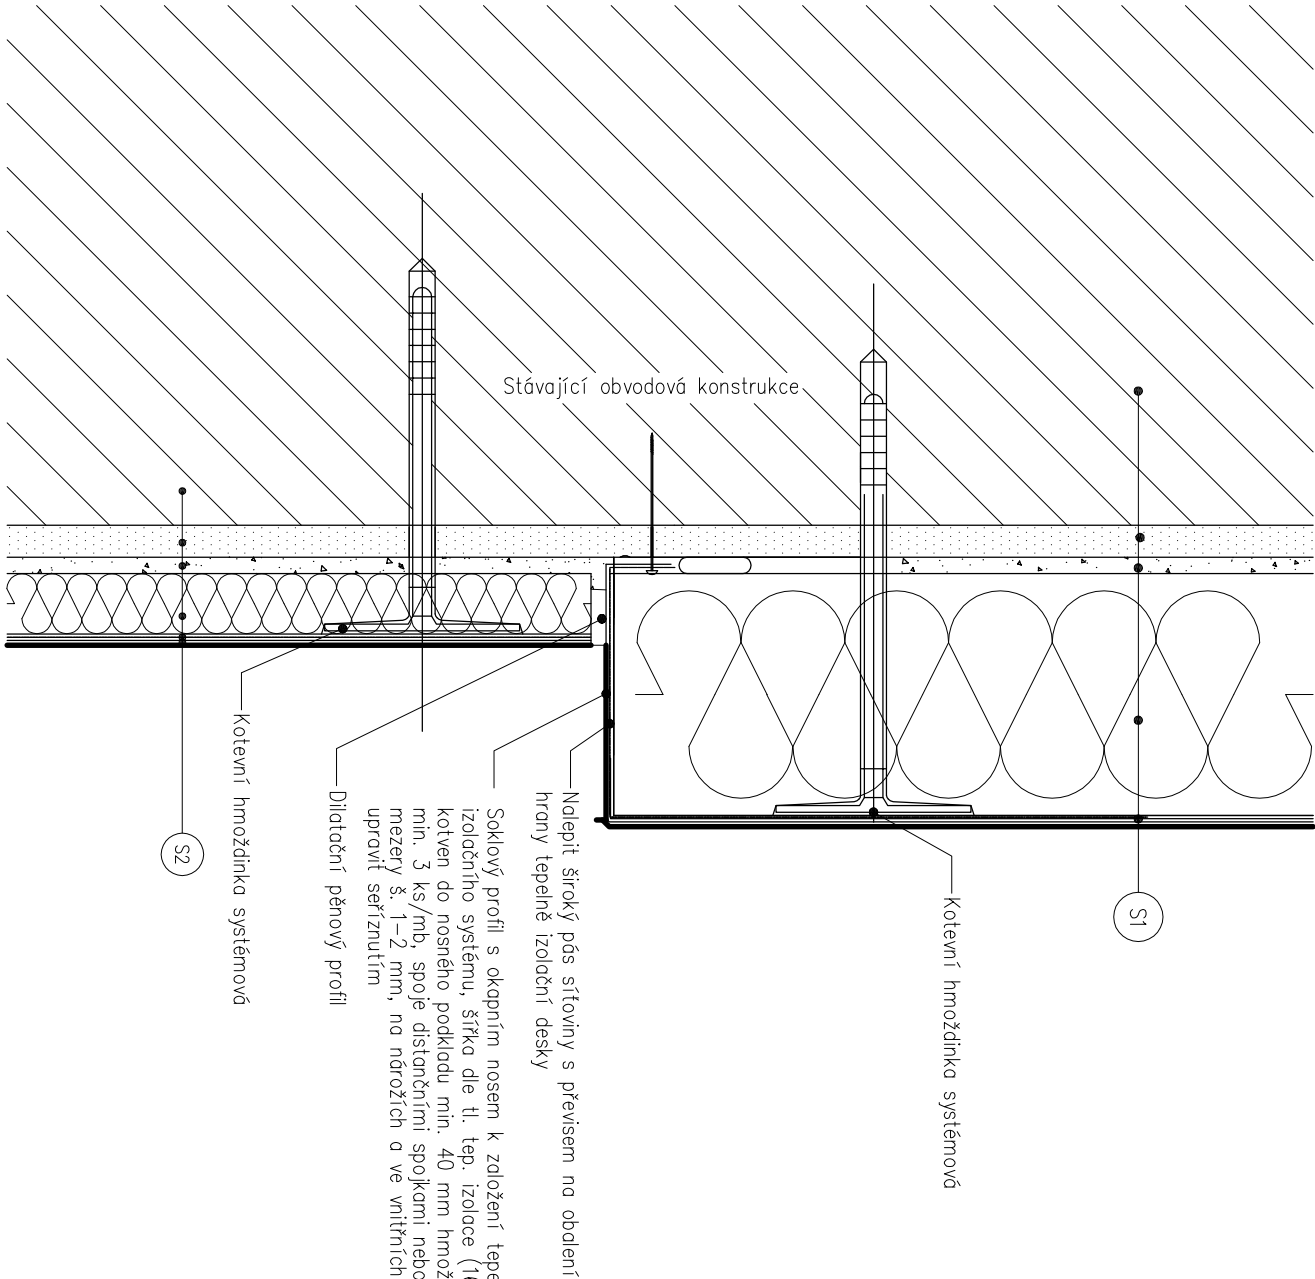 Stávající obvodová konstrukce
S1
Kotevní hmoždinka systémová
Nalepit široký pás síťoviny s převisem na obalení
hrany tepelně izolační desky
Soklový profil s okapním nosem k založení
izolačního systému, šířka dle tl. tep. izolace
kotven do nosného podkladu min. 40 mm
min. 3 ks/mb, spoje distančními spojkami nebo
mezery š. 1-2 mm, na nárožích a ve vnitřních
upravit seříznutím
Dilatační pěnový profil
Kotevní hmoždinka systémová
S2